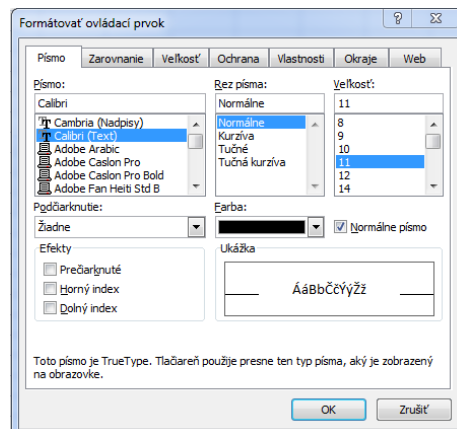 Formátovať ovládací prvok
Písmo Zarovnanie Veľkosť Ochrana Vlastnosti Okraje Web
Písmo: Rez písma: Veľkosť:
Calibri Normálne 11
Cambria (Nadpisy) Normálne 8
Calibri (Text) Kurzíva 9
Adobe Arabic Tučné 10
Adobe Caslon Pro Tučná kurzíva 11
Adobe Caslon Pro Bold 12
Adobe Fan Heiti Std B 14
Podčiarknutie: Farba:
Žiadne Normálne písmo
Efekty Ukážka
Prečiarknuté
Horný index ÁáBbČčÝýŽž
Dolný index
Toto písmo je TrueType. Tlačiareň použije presne ten typ písma, aký je zobrazený
na obrazovke.
OK Zrušiť